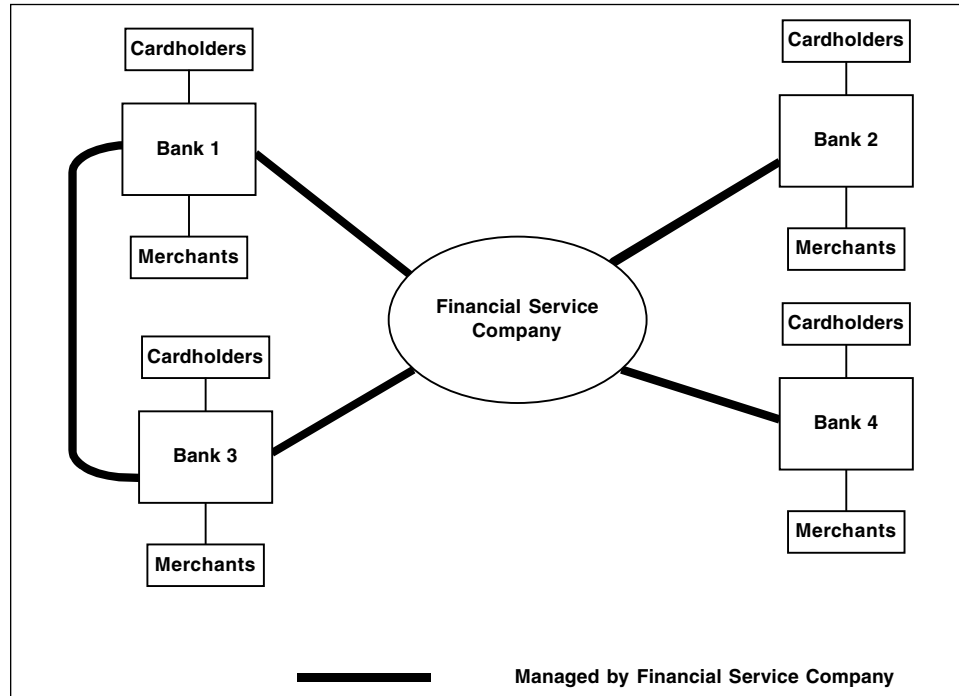 Cardholders
Bank 1
Merchants
Cardholders
Bank 2
Merchants
Financial Service
Company
Cardholders
Bank 3
Merchants
Cardholders
Bank 4
Merchants
Managed by Financial Service Company